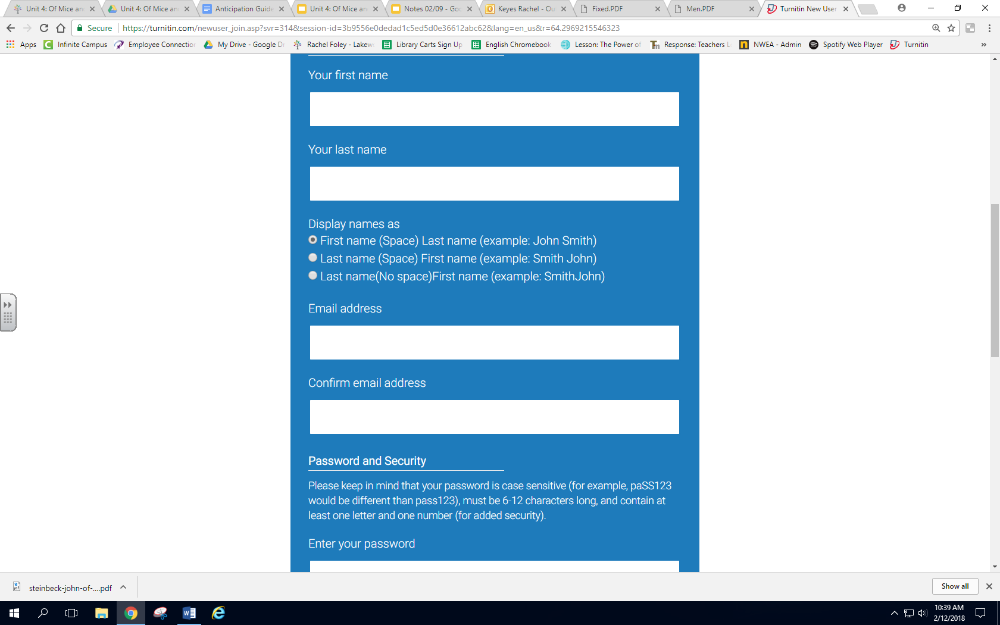 Unit 4: Of Mice an
Unit 4: Of Mice an
Anticipation Guide
Unit 4: Of Mice an
Notes 02/09 - Goo
Keyes Rachel - Ou
Fixed.PDF
Men.PDF
Turnitin New User
Secure
https://turnitin.com/newuser_join.asp?svr=314&session-id=3b9556e0dedad1c5ed5d0e36612abc62&lang=en_us&r=64.2969215546323
Apps
Infinite Campus
Employee Connection
My Drive - Google Dr
Rachel Foley - Lakew
Library Carts Sign Up
English Chromebook
Lesson: The Power of
Tm
Response: Teachers L
NWEA - Admin
Spotify Web Player
Turnitin
»
Your first name
Your last name
Display names as
First name (Space) Last name (example: John Smith)
Last name (Space) First name (example: Smith John)
Last name(No space)First name (example: SmithJohn)
Email address
Confirm email address
Password and Security
Please keep in mind that your password is case sensitive (for example, paSS123
would be different than pass123), must be 6-12 characters long, and contain at
least one letter and one number (for added security).
Enter your password
steinbeck-john-of-....pdf
Show all
10:39 AM
2/12/2018